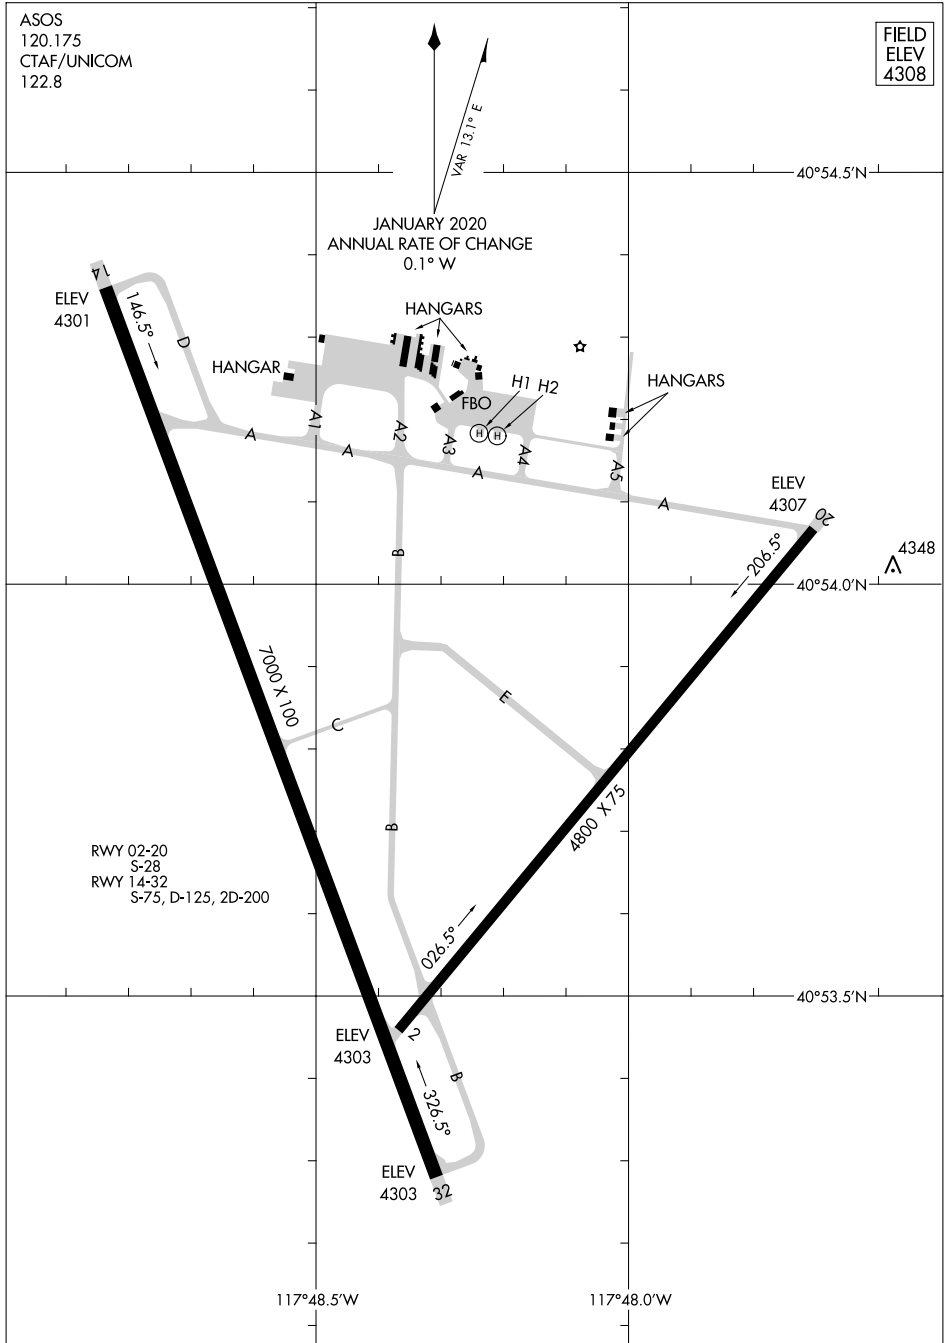 ASOS
120.175
CTAF/UNICOM
122.8
FIELD
ELEV
4308
VAR 13.1° E
40°54.5'N
JANUARY 2020
ANNUAL RATE OF CHANGE
0.1° W
14
ELEV
4301
146.5°
D
HANGARS
HANGAR
HANGARS
H1 H2
FBO
H
H
A1
A2
A3
A4
A5
A
A
A
A
ELEV
4307
20
206.5°
4348
40°54.0'N
B
7000 X 100
E
C
4800 X 75
B
RWY 02-20
S-28
RWY 14-32
S-75, D-125, 2D-200
026.5°
40°53.5'N
ELEV
4303
2
B
326.5°
ELEV
4303
32
117°48.5'W
117°48.0'W